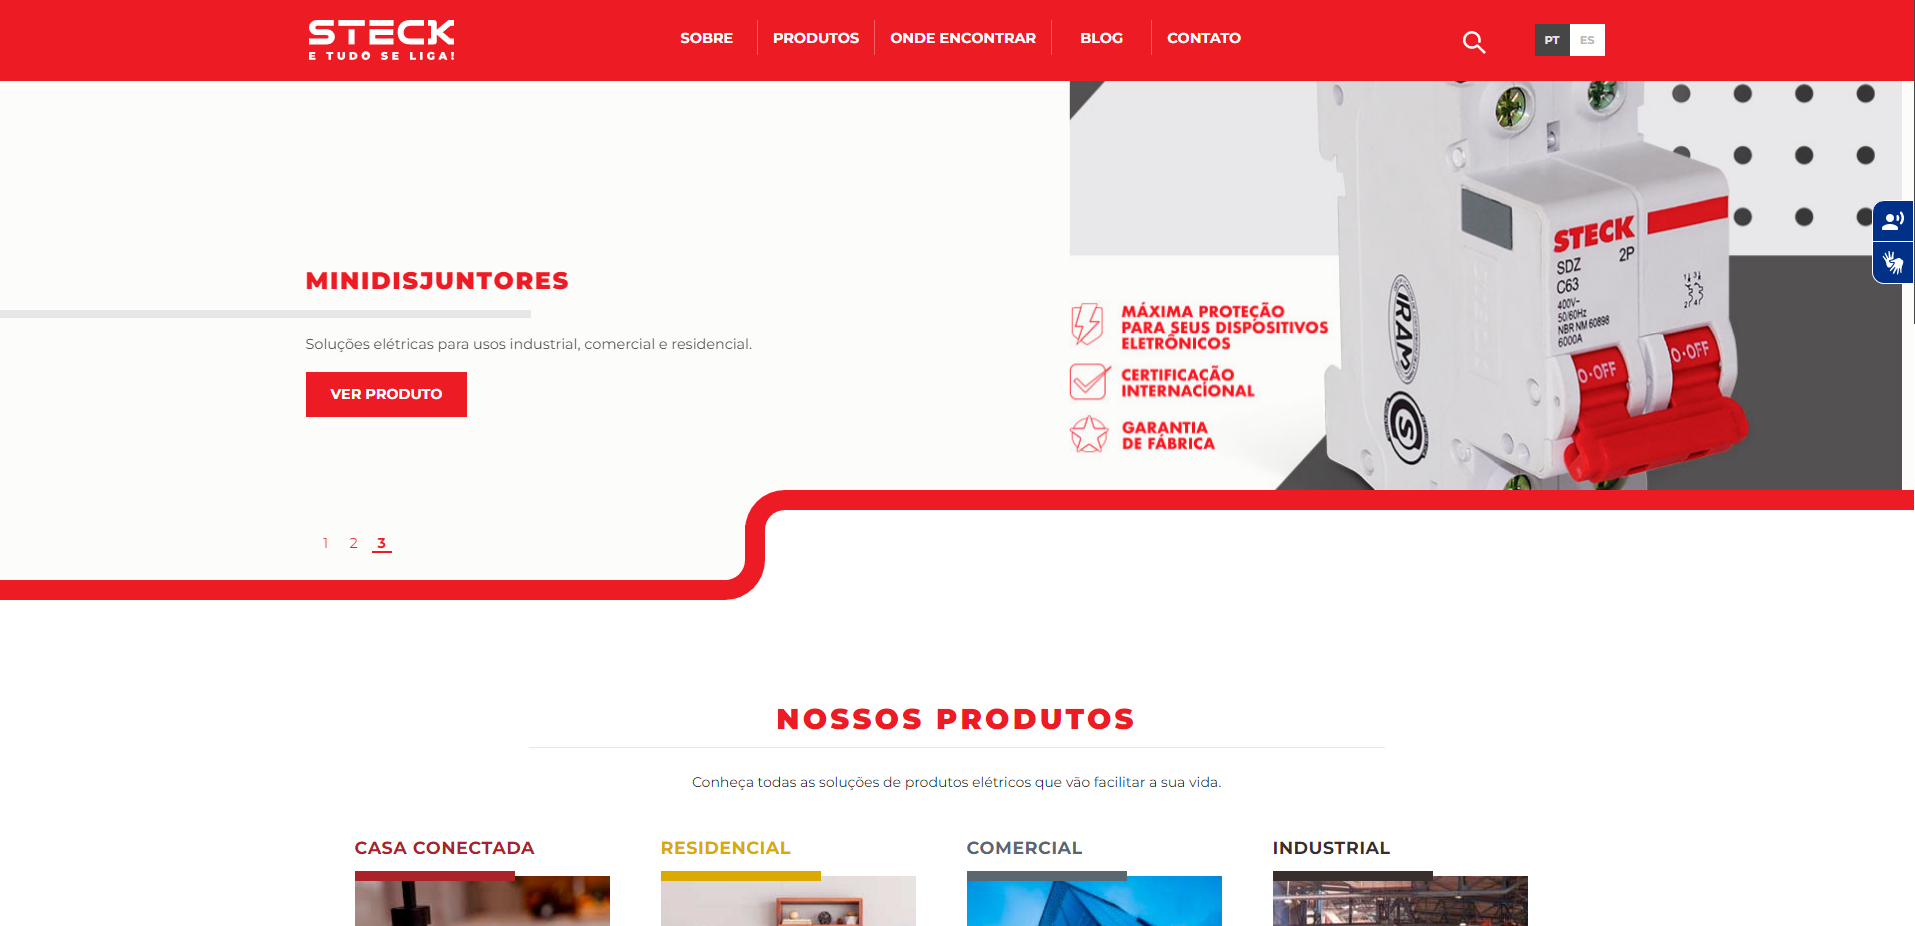 STECK
E TUDO SE LIGA!
SOBRE
PRODUTOS
ONDE ENCONTRAR
BLOG
CONTATO
PT
ES
MINIDISJUNTORES
Soluções elétricas para usos industrial, comercial e residencial.
VER PRODUTO
1 2 3
MÁXIMA PROTEÇÃO
PARA SEUS DISPOSITIVOS
ELETRÔNICOS
CERTIFICAÇÃO
INTERNACIONAL
GARANTIA
DE FÁBRICA
IRAM
S
STECK
SDZ 2P
C63
400V~
50/60Hz
NBR NM 60898
6000A
O·OFF
O·OFF
NOSSOS PRODUTOS
Conheça todas as soluções de produtos elétricos que vão facilitar a sua vida.
CASA CONECTADA
RESIDENCIAL
COMERCIAL
INDUSTRIAL